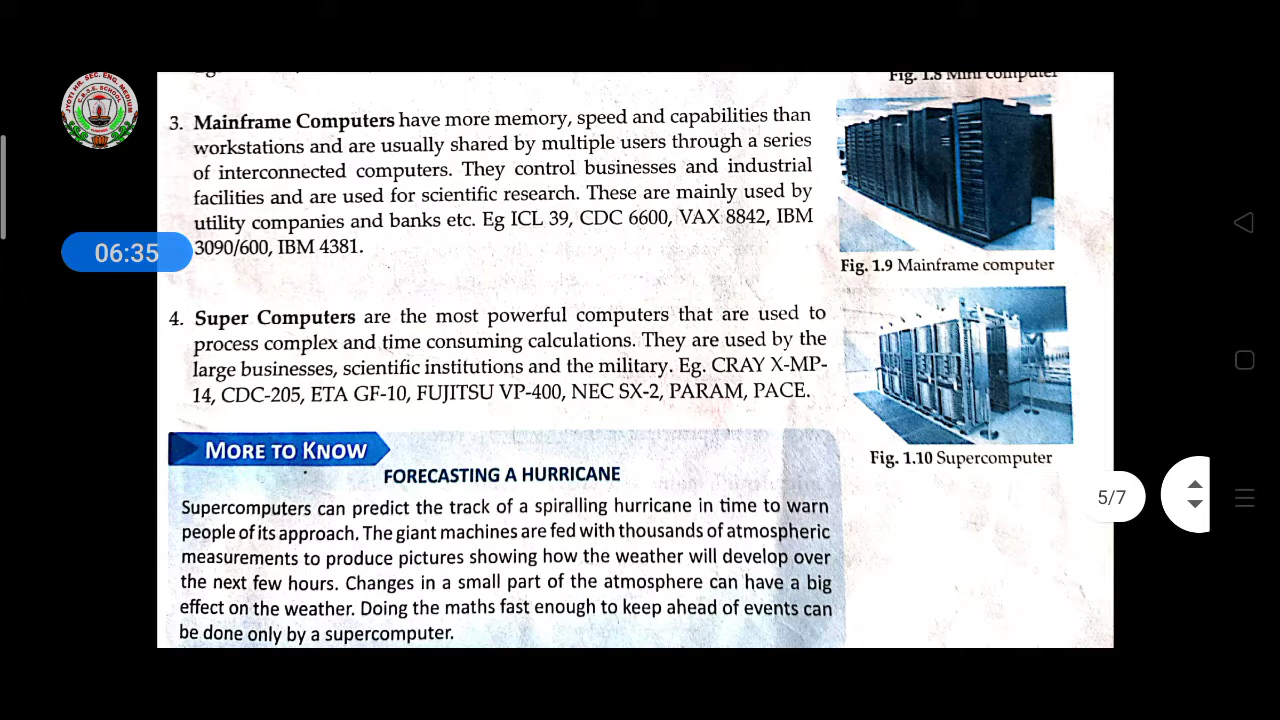 Fig. 1.8 Mini computer
3. Mainframe Computers have more memory, speed and capabilities than
workstations and are usually shared by multiple users through a series
of interconnected computers. They control businesses and industrial
facilities and are used for scientific research. These are mainly used by
utility companies and banks etc. Eg ICL 39, CDC 6600, VAX 8842, IBM
3090/600, IBM 4381.
06:35
Fig. 1.9 Mainframe computer
4. Super Computers are the most powerful computers that are used to
process complex and time consuming calculations. They are used by the
large businesses, scientific institutions and the military. Eg. CRAY X-MP-
14, CDC-205, ETA GF-10, FUJITSU VP-400, NEC SX-2, PARAM, PACE.
Fig. 1.10 Supercomputer
5/7
MORE TO KNOW
FORECASTING A HURRICANE
Supercomputers can predict the track of a spiralling hurricane in time to warn
people of its approach. The giant machines are fed with thousands of atmospheric
measurements to produce pictures showing how the weather will develop over
the next few hours. Changes in a small part of the atmosphere can have a big
effect on the weather. Doing the maths fast enough to keep ahead of events can
be done only by a supercomputer.
JYOTI HR. SEC. ENG. MEDIUM
C.B.S.E. SCHOOL